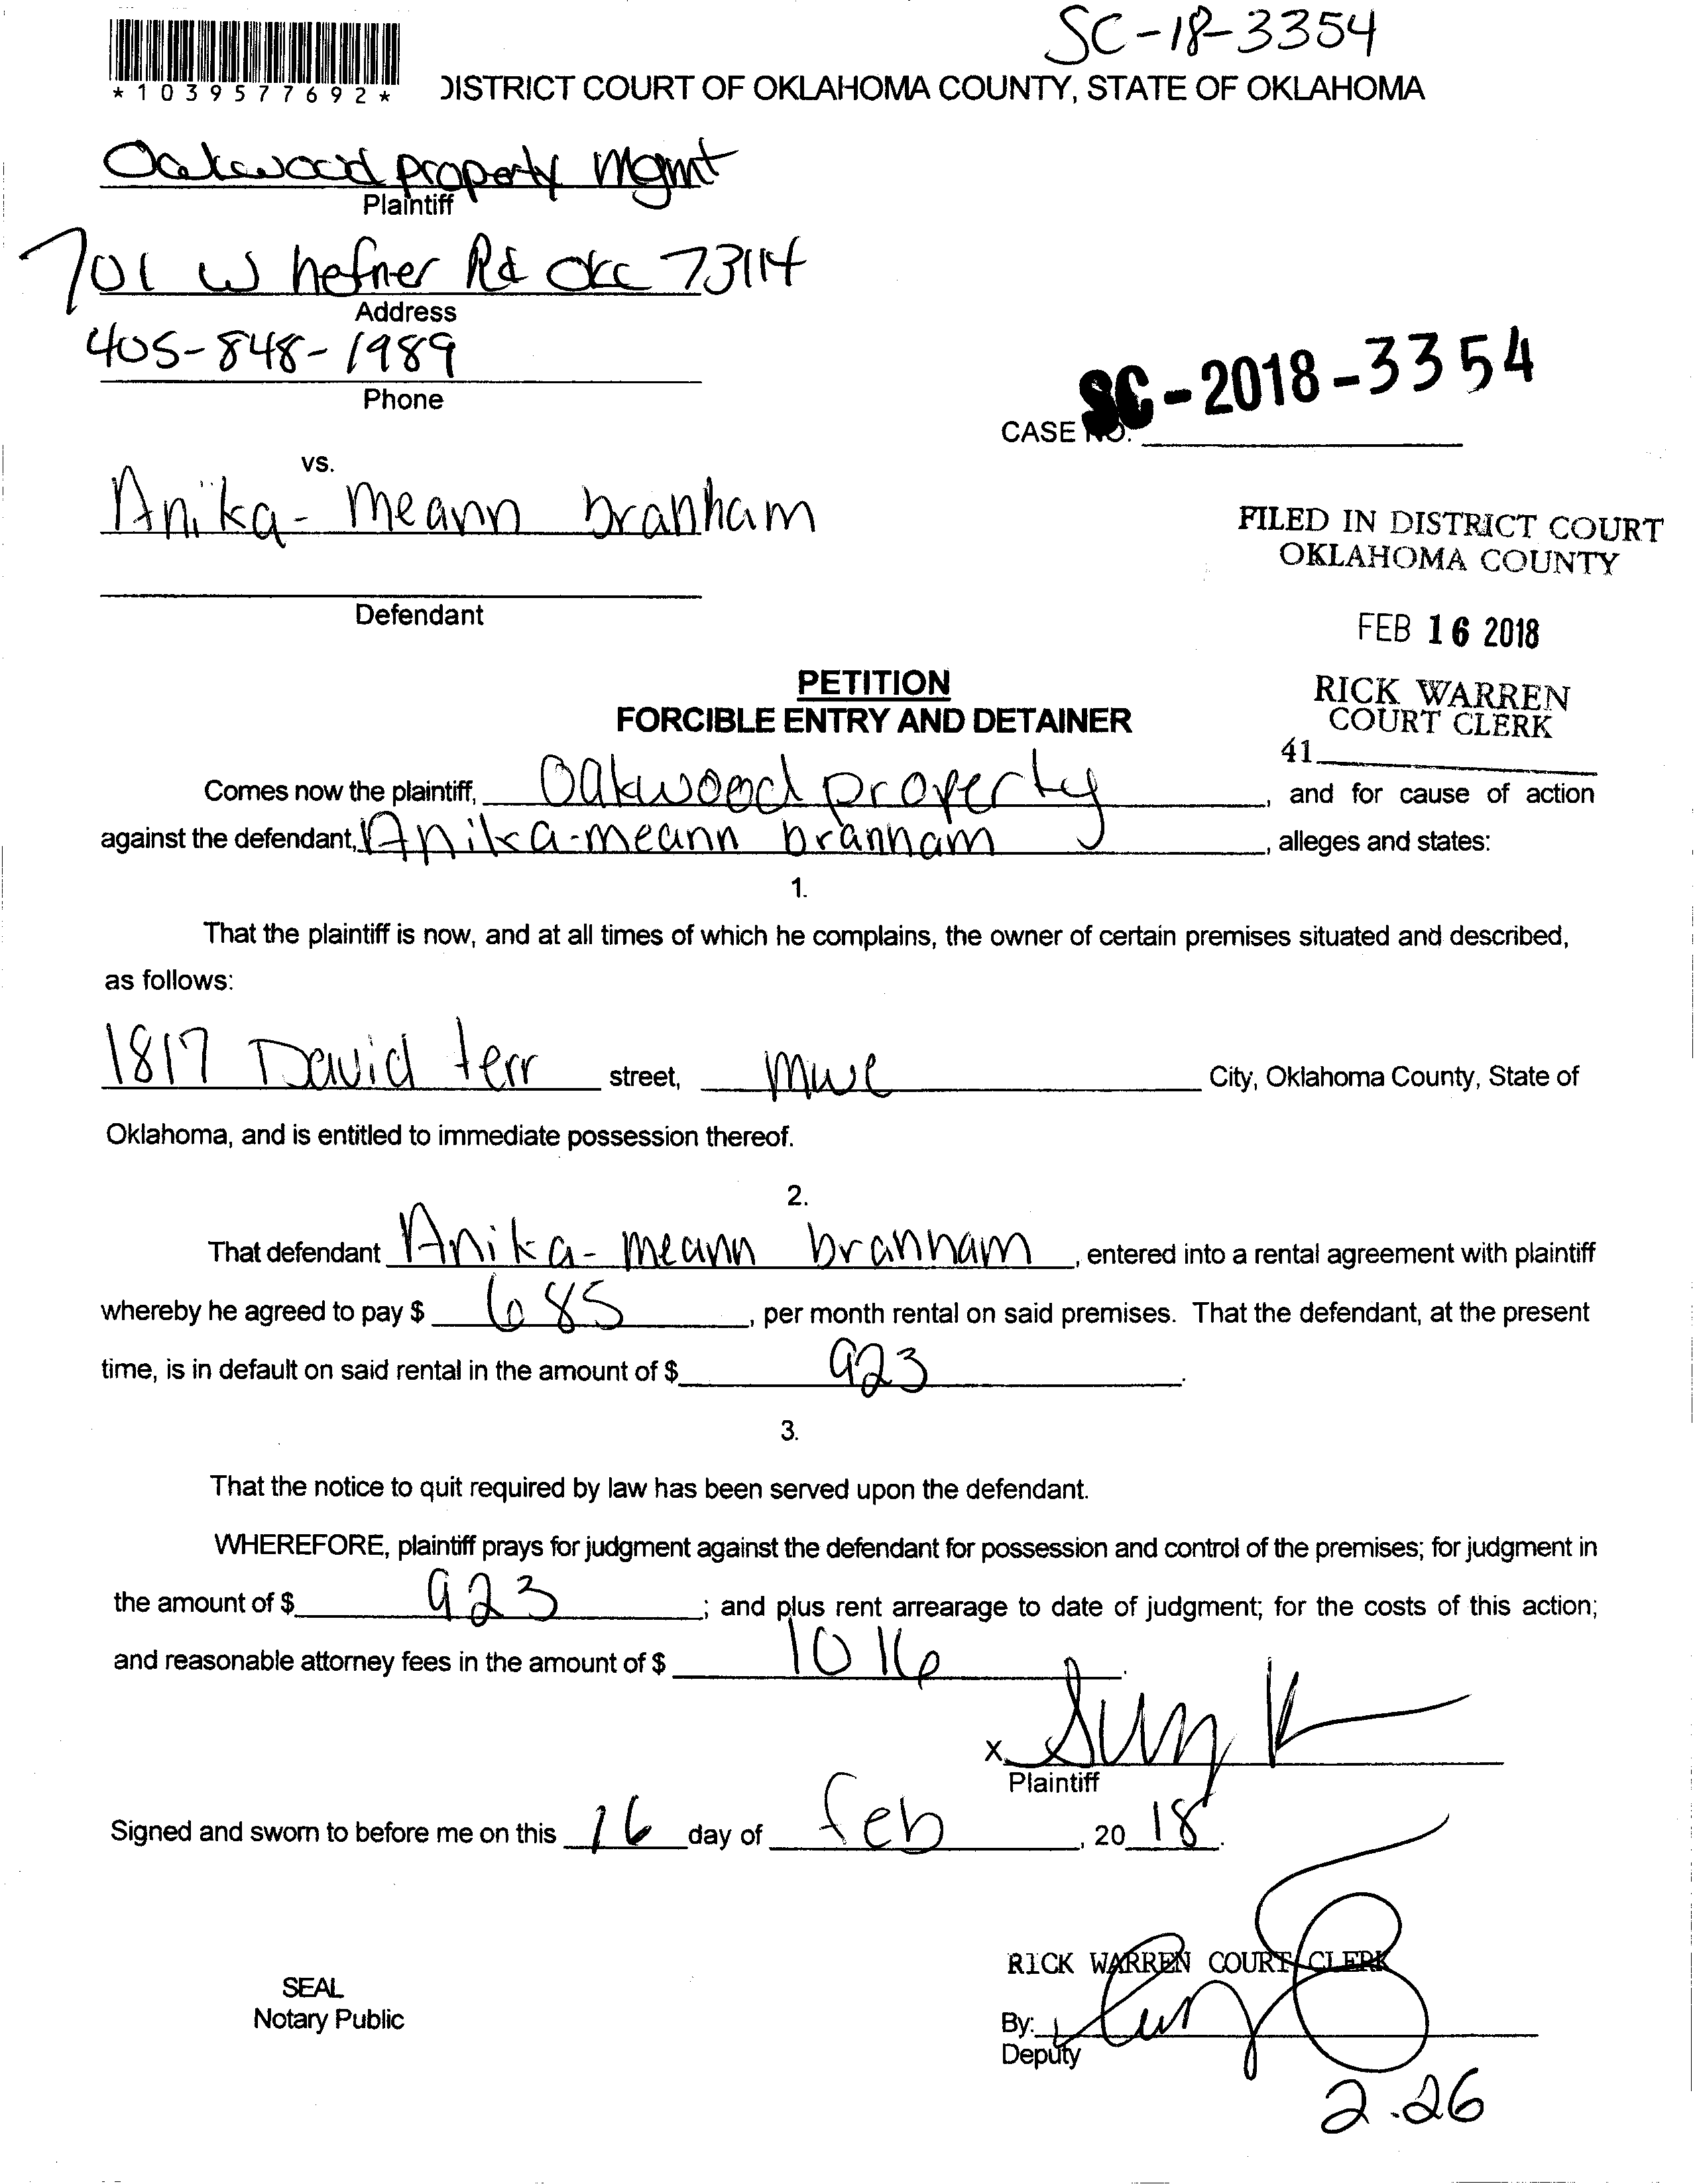 SC-18-3354
*1039577692*
DISTRICT COURT OF OKLAHOMA COUNTY, STATE OF OKLAHOMA
Oakwood property mgmt
Plaintiff
701 W hefner Rd OKC 73114
Address
405-848-1989
Phone
SC-2018-3354
CASE NO.
vs.
Anika-meann branham
FILED IN DISTRICT COURT
OKLAHOMA COUNTY
Defendant
FEB 16 2018
PETITION
RICK WARREN
COURT CLERK
FORCIBLE ENTRY AND DETAINER
41
Comes now the plaintiff, Oakwood property, and for cause of action
against the defendant, Anika-meann branham, alleges and states:
1.
That the plaintiff is now, and at all times of which he complains, the owner of certain premises situated and described,
as follows:
1817 David terr street, mwc City, Oklahoma County, State of
Oklahoma, and is entitled to immediate possession thereof.
2.
That defendant Anika-meann branham, entered into a rental agreement with plaintiff
whereby he agreed to pay $ 685, per month rental on said premises. That the defendant, at the present
time, is in default on said rental in the amount of $ 923.
3.
That the notice to quit required by law has been served upon the defendant.
WHEREFORE, plaintiff prays for judgment against the defendant for possession and control of the premises; for judgment in
the amount of $ 923; and plus rent arrearage to date of judgment; for the costs of this action;
and reasonable attorney fees in the amount of $ 1016.
X
Plaintiff
Signed and sworn to before me on this 16 day of feb, 2018.
RICK WARREN COURT CLERK
SEAL
Notary Public
By:
Deputy
2.26